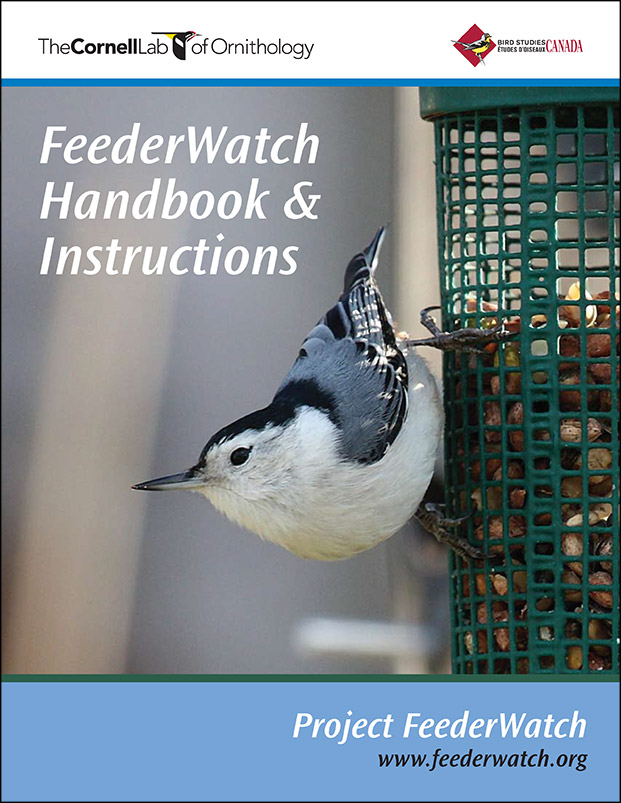 TheCornellLab of Ornithology
BIRD STUDIES
ÉTUDES D'OISEAUX CANADA
FeederWatch
Handbook &
Instructions
Project FeederWatch
www.feederwatch.org